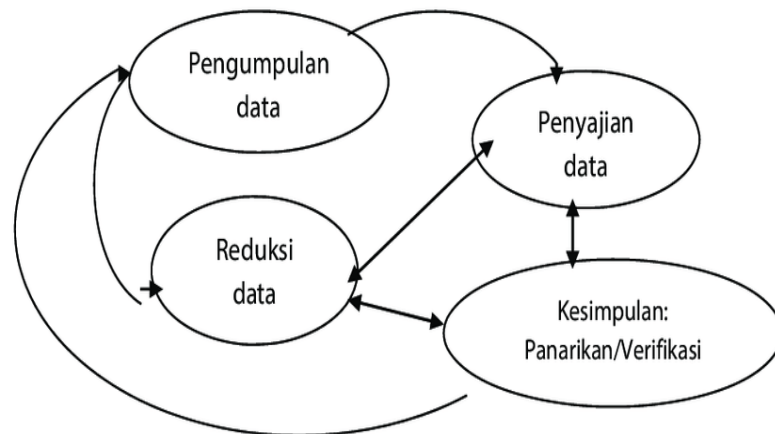 Pengumpulan
data
Penyajian
data
Reduksi
data
Kesimpulan:
Panarikan/Verifikasi